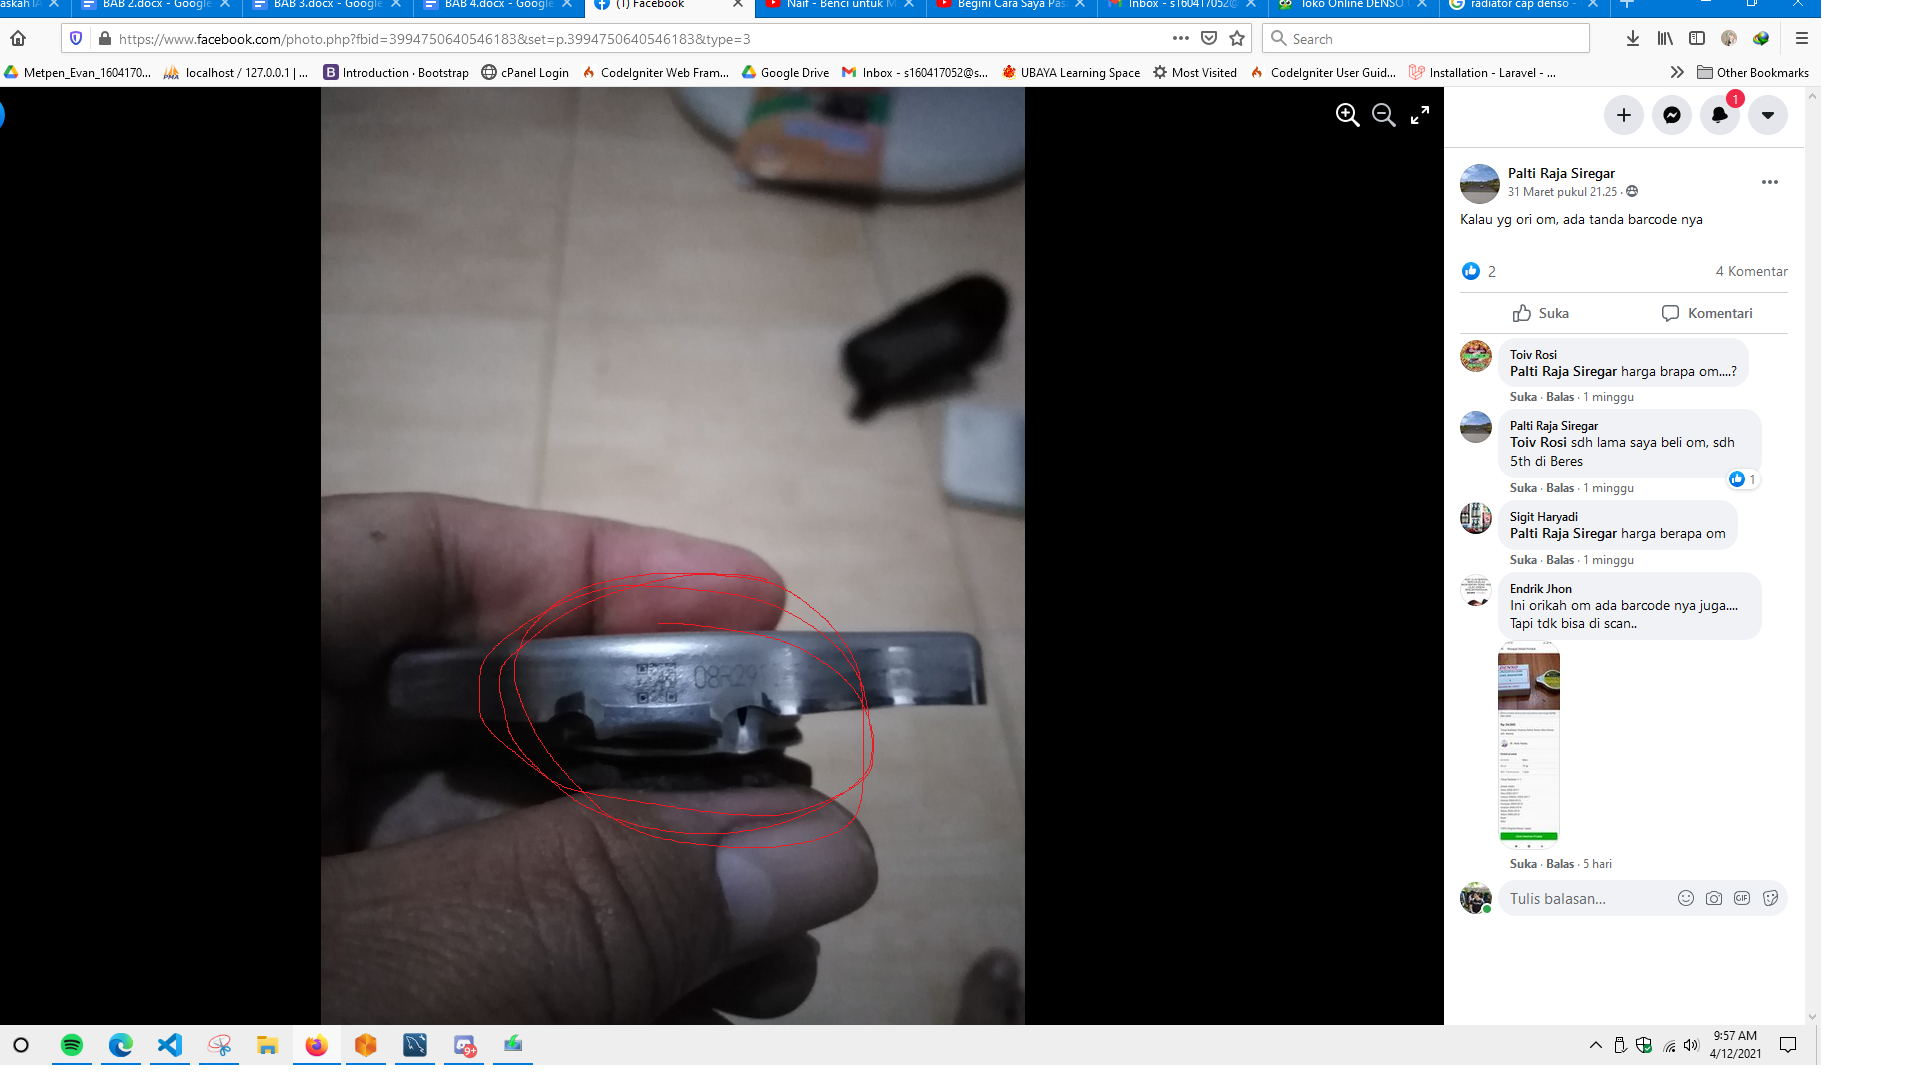 BAB 2.docx - Google
BAB 3.docx - Google
BAB 4.docx - Google
(1) Facebook
Naif - Benci untuk M
Begini Cara Saya Pas
Inbox - s160417052@
Toko Online DENSO
radiator cap denso -
https://www.facebook.com/photo.php?fbid=3994750640546183&set=p.3994750640546183&type=3
Search
Metpen_Evan_1604170...
localhost / 127.0.0.1 | ...
Introduction · Bootstrap
cPanel Login
CodeIgniter Web Fram...
Google Drive
Inbox - s160417052@s...
UBAYA Learning Space
Most Visited
CodeIgniter User Guid...
Installation - Laravel - ...
Other Bookmarks
1
Palti Raja Siregar
31 Maret pukul 21.25 ·
Kalau yg ori om, ada tanda barcode nya
2
4 Komentar
Suka
Komentari
Toiv Rosi
Palti Raja Siregar harga brapa om....?
Suka · Balas · 1 minggu
Palti Raja Siregar
Toiv Rosi sdh lama saya beli om, sdh
5th di Beres
1
Suka · Balas · 1 minggu
Sigit Haryadi
Palti Raja Siregar harga berapa om
Suka · Balas · 1 minggu
Endrik Jhon
Ini orikah om ada barcode nya juga....
Tapi tdk bisa di scan..
Suka · Balas · 5 hari
Tulis balasan...
GIF
9+
9:57 AM
4/12/2021